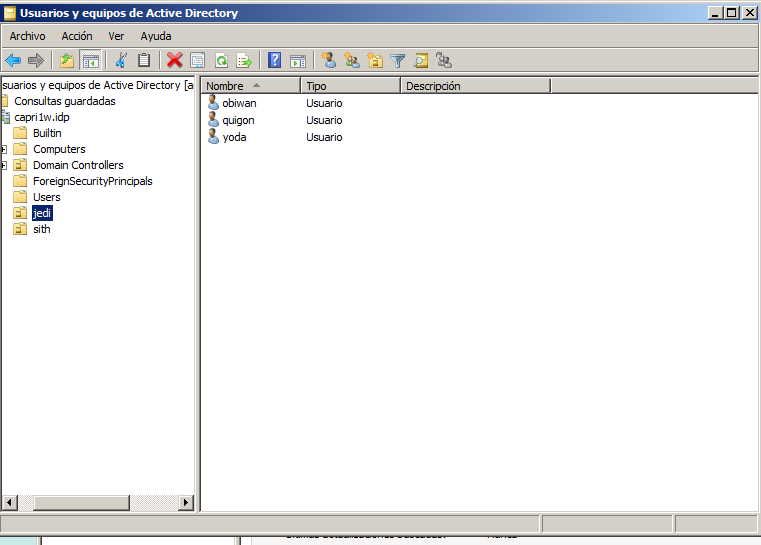 Usuarios y equipos de Active Directory
Archivo Acción Ver Ayuda
suarios y equipos de Active Directory [a
Consultas guardadas
capri1w.idp
Builtin
Computers
Domain Controllers
ForeignSecurityPrincipals
Users
jedi
sith
Nombre Tipo Descripción
obiwan Usuario
quigon Usuario
yoda Usuario